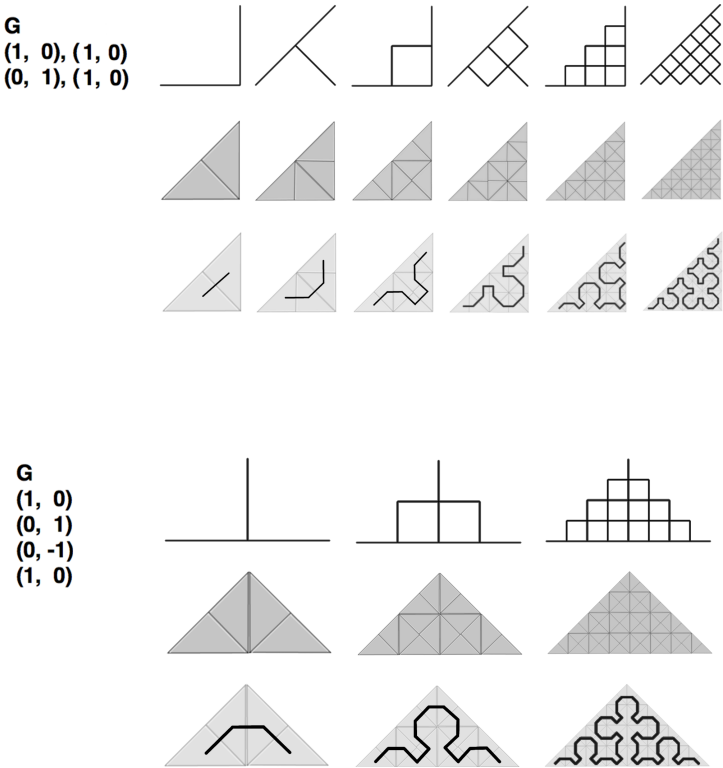 G
(1, 0), (1, 0)
(0, 1), (1, 0)
G
(1, 0)
(0, 1)
(0, -1)
(1, 0)